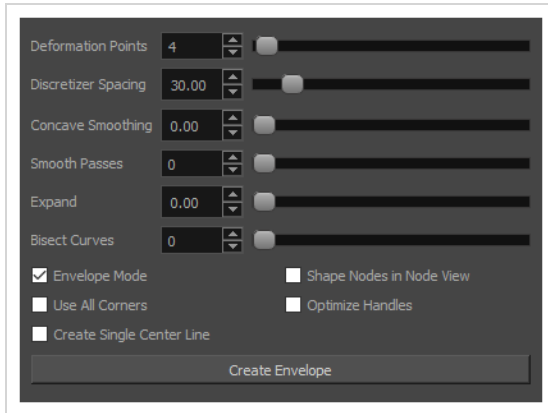 Deformation Points 4
Discretizer Spacing 30.00
Concave Smoothing 0.00
Smooth Passes 0
Expand 0.00
Bisect Curves 0
Envelope Mode Shape Nodes in Node View
Use All Corners Optimize Handles
Create Single Center Line
Create Envelope